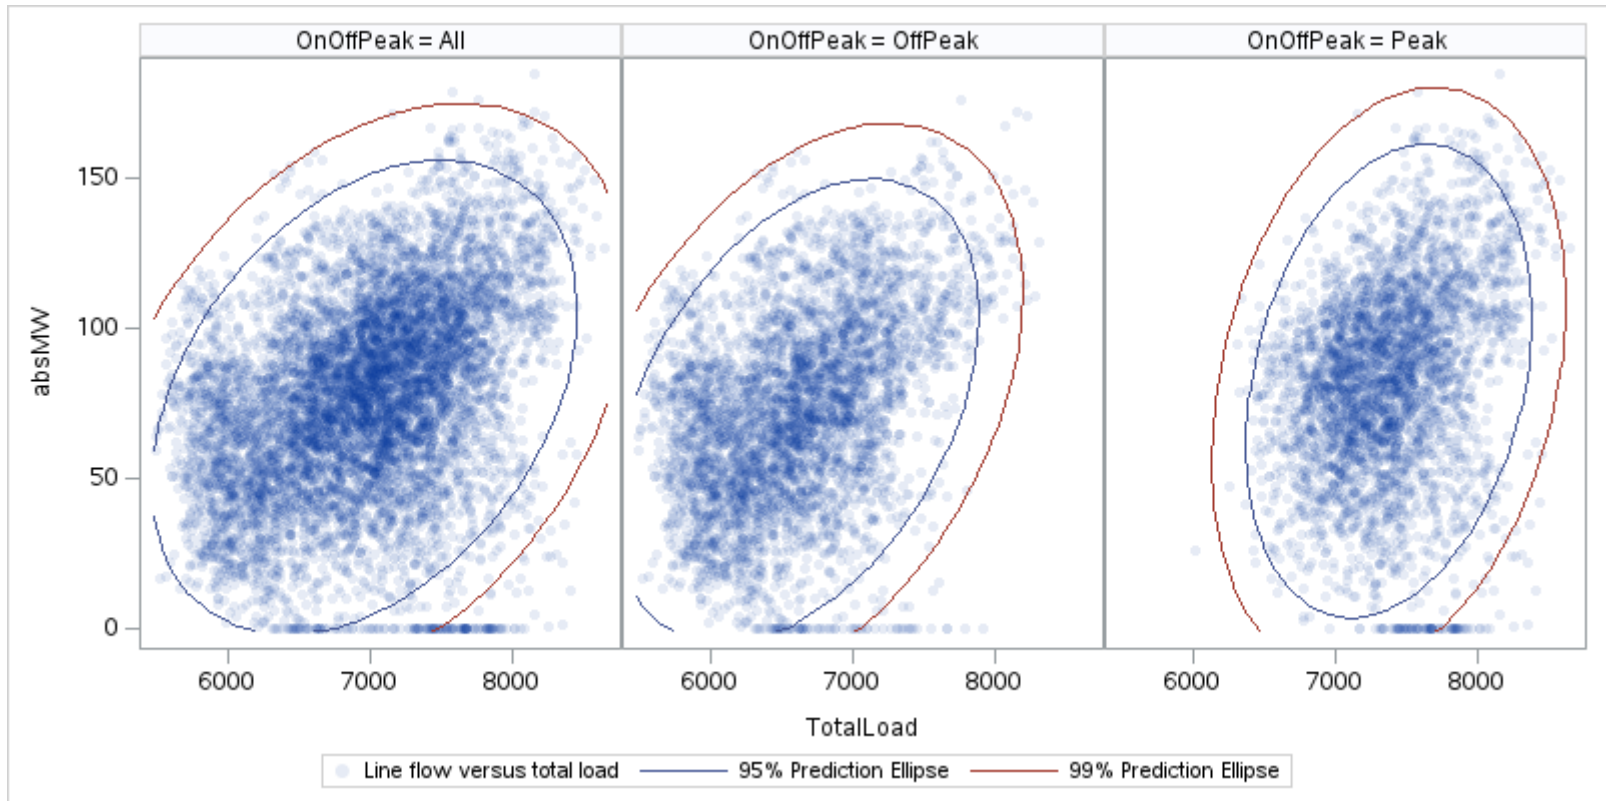 OnOffPeak = All
OnOffPeak = OffPeak
OnOffPeak = Peak
absMW
150
100
50
0
6000 7000 8000
6000 7000 8000
6000 7000 8000
TotalLoad
Line flow versus total load
95% Prediction Ellipse
99% Prediction Ellipse